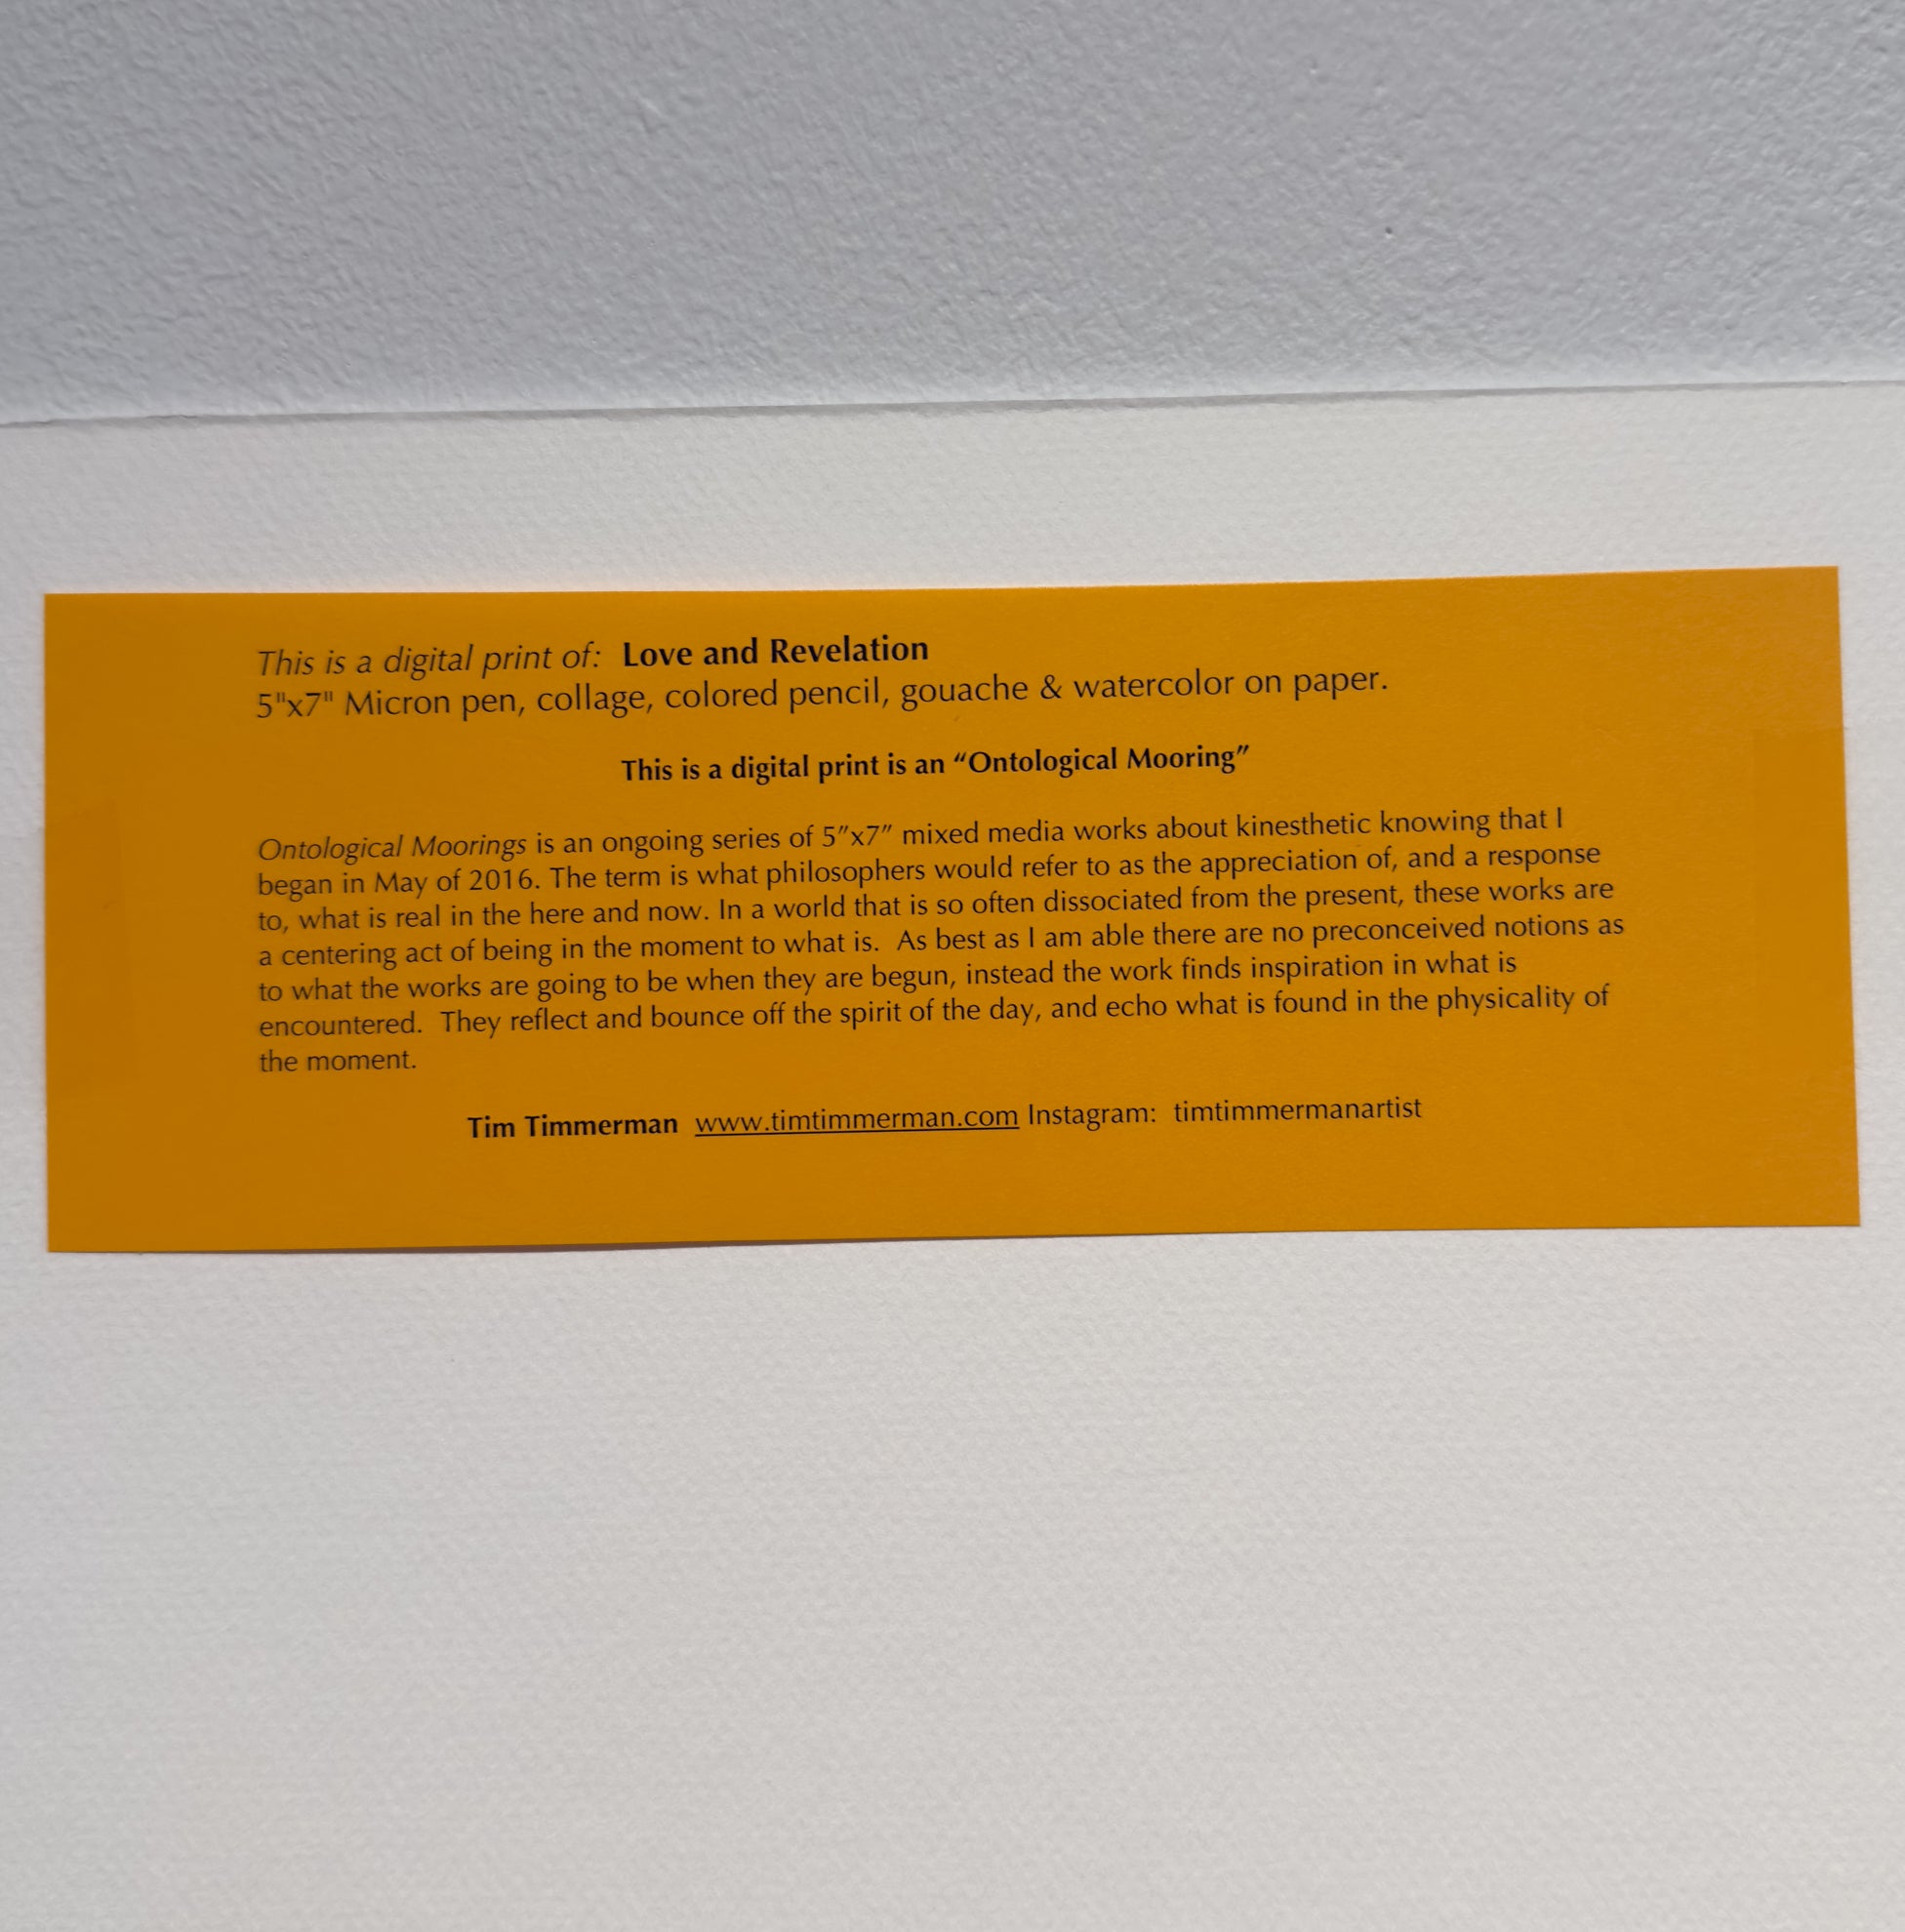 This is a digital print of:  Love and Revelation
5"x7" Micron pen, collage, colored pencil, gouache & watercolor on paper.
This is a digital print is an “Ontological Mooring”
Ontological Moorings is an ongoing series of 5”x7” mixed media works about kinesthetic knowing that I
began in May of 2016. The term is what philosophers would refer to as the appreciation of, and a response
to, what is real in the here and now. In a world that is so often dissociated from the present, these works are
a centering act of being in the moment to what is.  As best as I am able there are no preconceived notions as
to what the works are going to be when they are begun, instead the work finds inspiration in what is
encountered.  They reflect and bounce off the spirit of the day, and echo what is found in the physicality of
the moment.
Tim Timmerman  www.timtimmerman.com Instagram:  timtimmermanartist